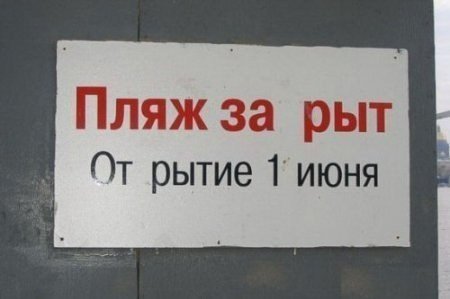 Пляж за рыт
От рытие 1 июня